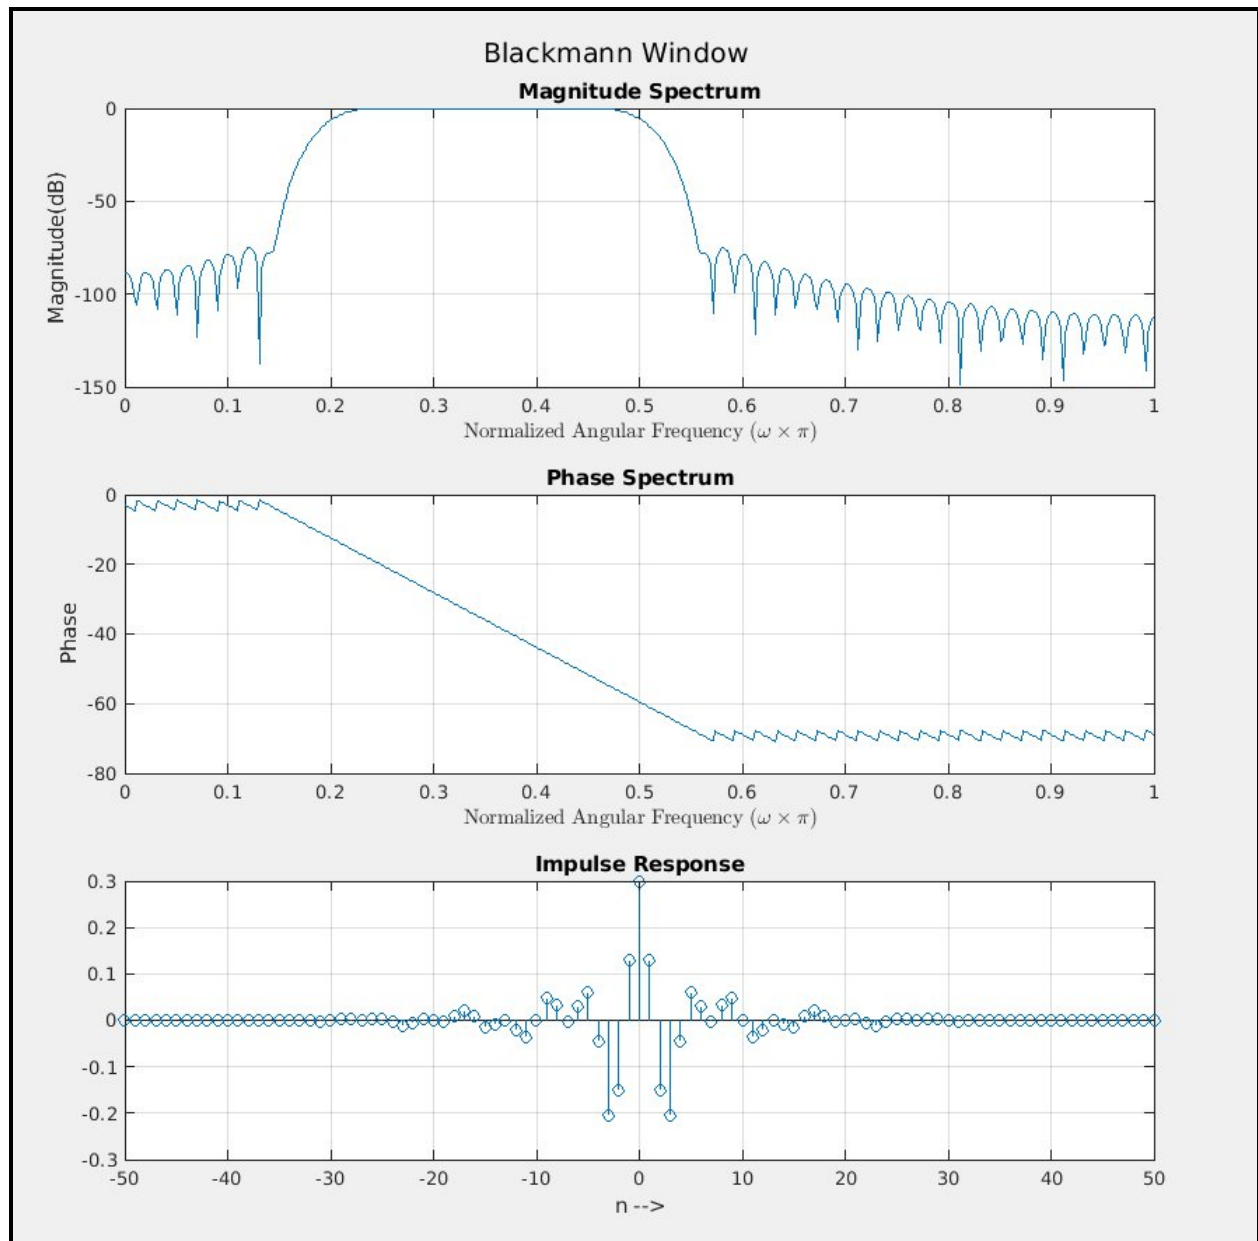 Blackmann Window
Magnitude Spectrum
Magnitude(dB)
0
-50
-100
-150
0 0.1 0.2 0.3 0.4 0.5 0.6 0.7 0.8 0.9 1
Normalized Angular Frequency (ω × π)
Phase Spectrum
Phase
0
-20
-40
-60
-80
0 0.1 0.2 0.3 0.4 0.5 0.6 0.7 0.8 0.9 1
Normalized Angular Frequency (ω × π)
Impulse Response
0.3
0.2
0.1
0
-0.1
-0.2
-0.3
-50 -40 -30 -20 -10 0 10 20 30 40 50
n -->